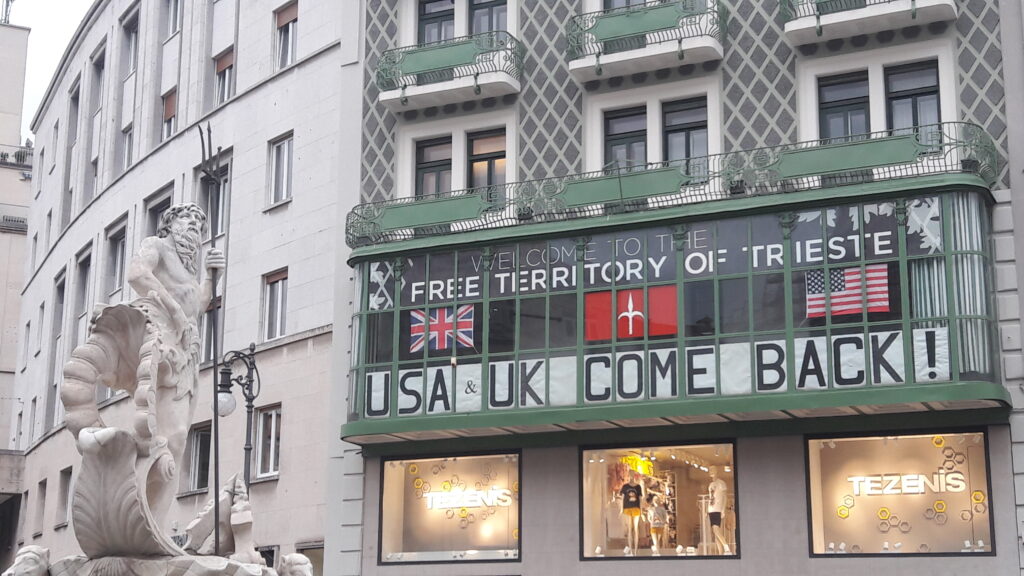 WELCOME TO THE
FREE TERRITORY OF TRIESTE
USA & UK COME BACK!
TEZENIS
TEZENIS